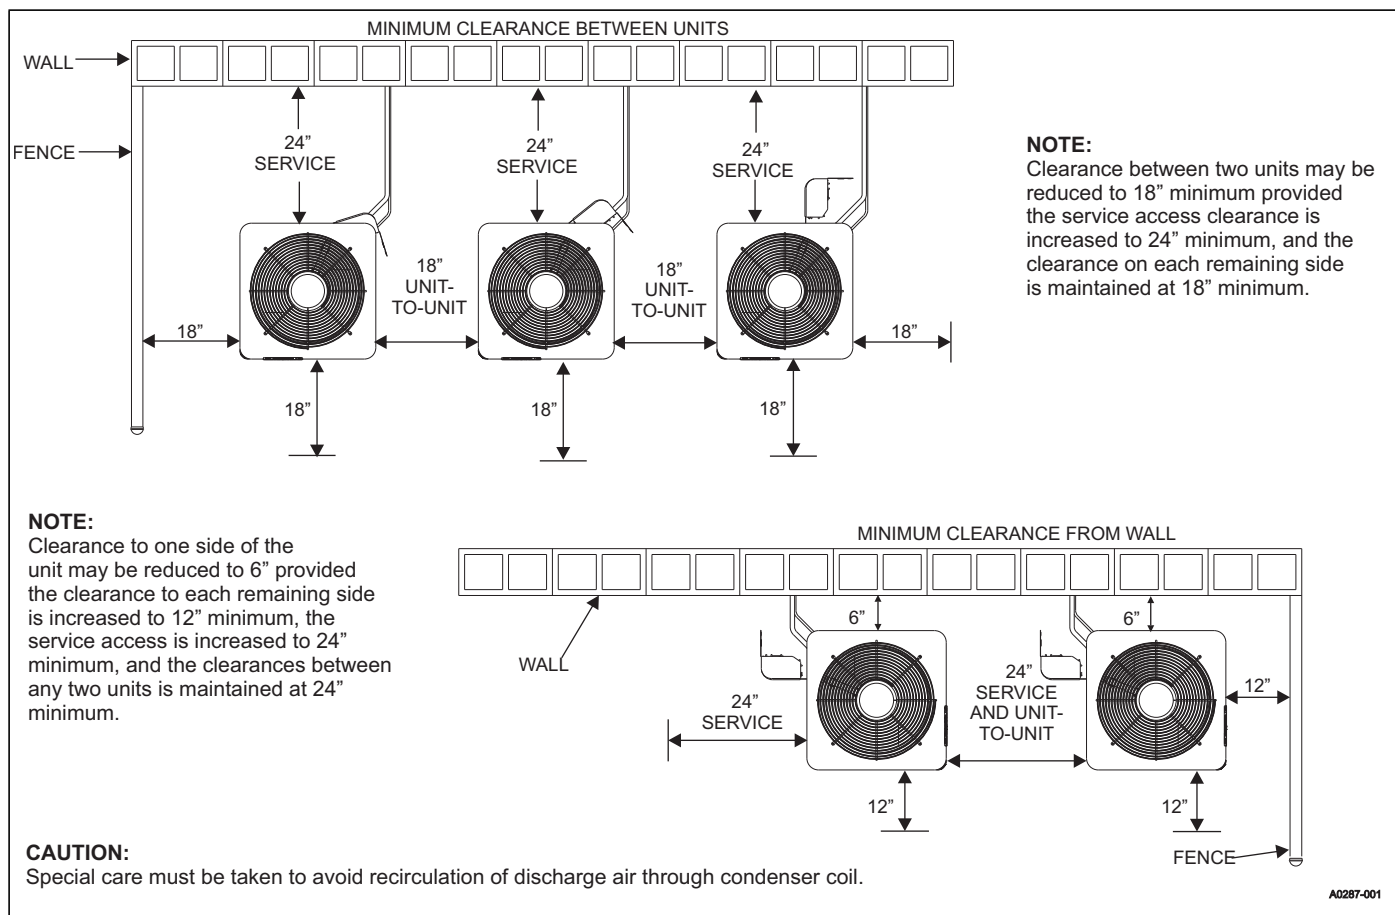 MINIMUM CLEARANCE BETWEEN UNITS
WALL
FENCE
24”
SERVICE
24”
SERVICE
24”
SERVICE
18”
UNIT-
TO-UNIT
18”
UNIT-
TO-UNIT
18”
18”
18”
18”
18”
NOTE:
Clearance between two units may be
reduced to 18” minimum provided
the service access clearance is
increased to 24” minimum, and the
clearance on each remaining side
is maintained at 18” minimum.
NOTE:
Clearance to one side of the
unit may be reduced to 6” provided
the clearance to each remaining side
is increased to 12” minimum, the
service access is increased to 24”
minimum, and the clearances between
any two units is maintained at 24”
minimum.
MINIMUM CLEARANCE FROM WALL
6”
6”
WALL
24”
SERVICE
24”
SERVICE
AND UNIT-
TO-UNIT
12”
12”
12”
FENCE
CAUTION:
Special care must be taken to avoid recirculation of discharge air through condenser coil.
A0287-001